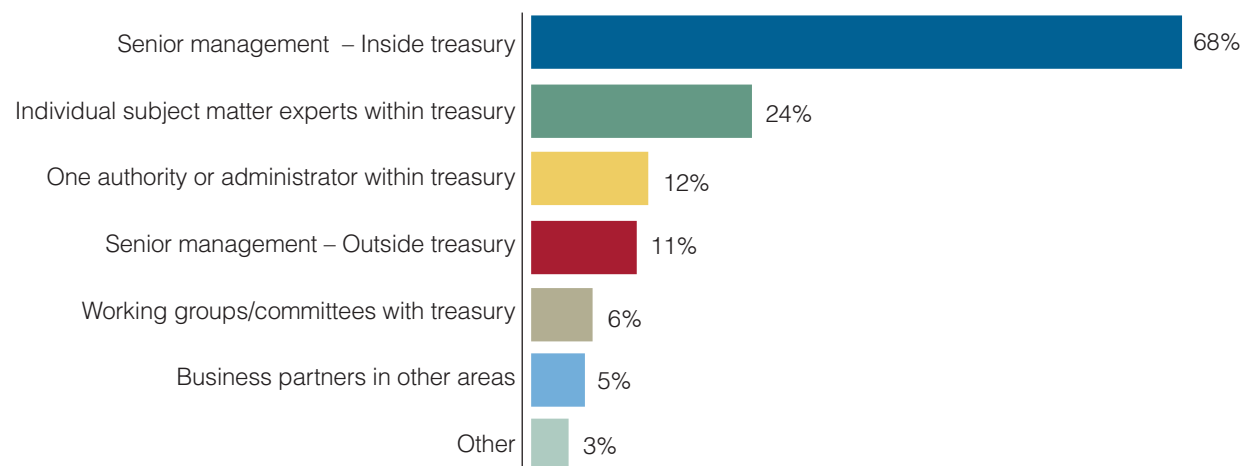 Senior management – Inside treasury 68%
Individual subject matter experts within treasury 24%
One authority or administrator within treasury 12%
Senior management – Outside treasury 11%
Working groups/committees with treasury 6%
Business partners in other areas 5%
Other 3%